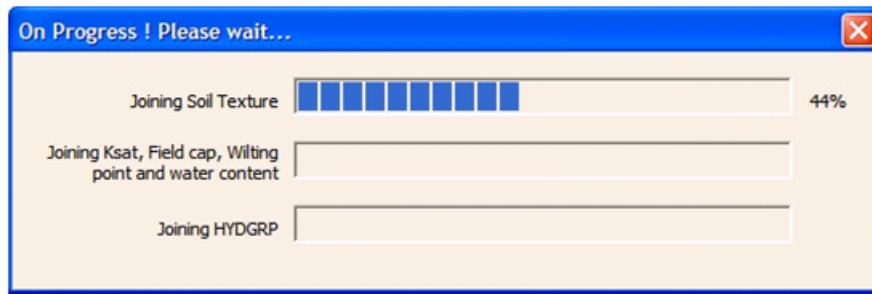 On Progress ! Please wait...
Joining Soil Texture
44%
Joining Ksat, Field cap, Wilting
point and water content
Joining HYDGRP